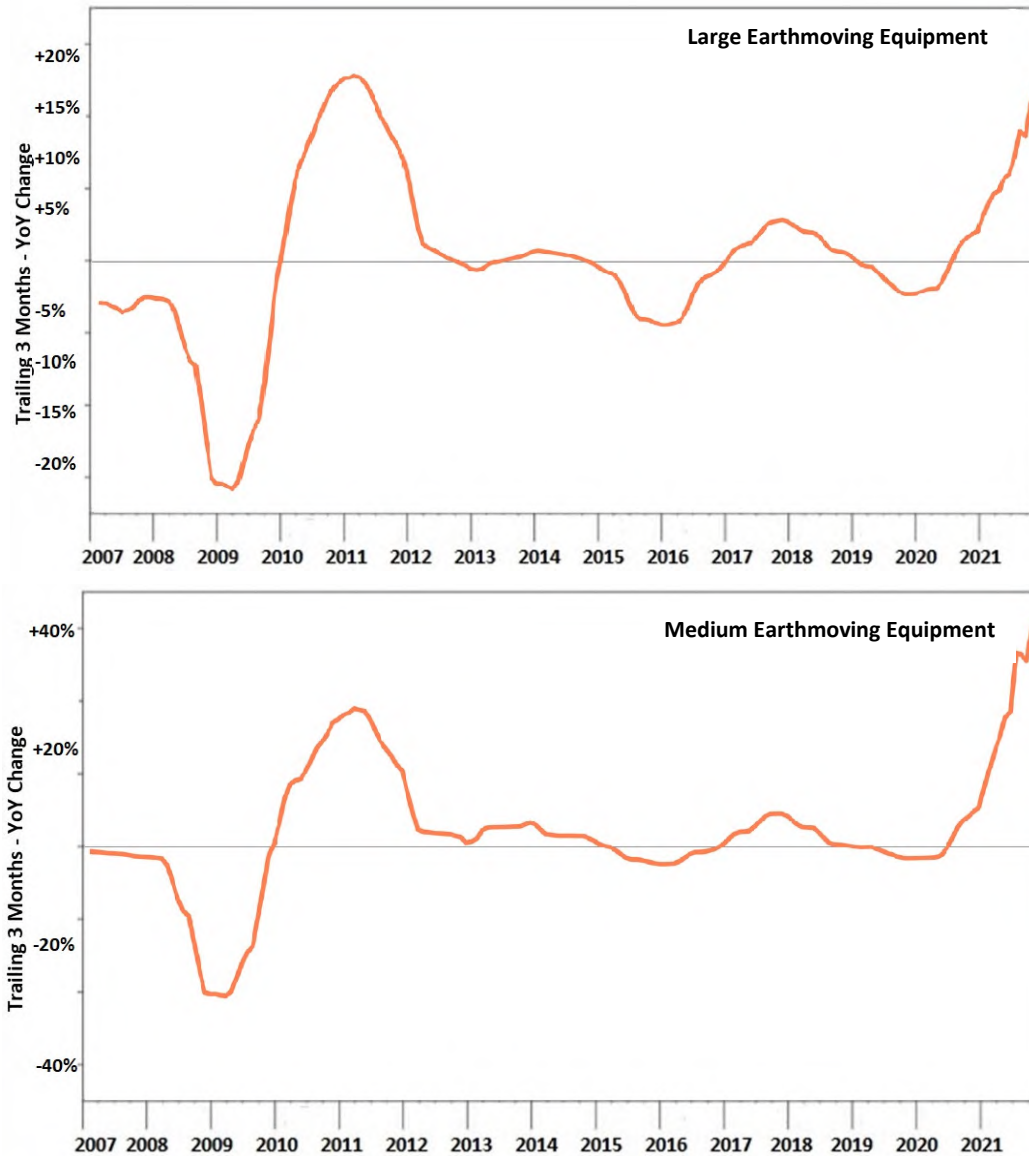 Large Earthmoving Equipment
Trailing 3 Months - YoY Change
+20%
+15%
+10%
+5%
-5%
-10%
-15%
-20%
2007 2008 2009 2010 2011 2012 2013 2014 2015 2016 2017 2018 2019 2020 2021
Medium Earthmoving Equipment
Trailing 3 Months - YoY Change
+40%
+20%
-20%
-40%
2007 2008 2009 2010 2011 2012 2013 2014 2015 2016 2017 2018 2019 2020 2021